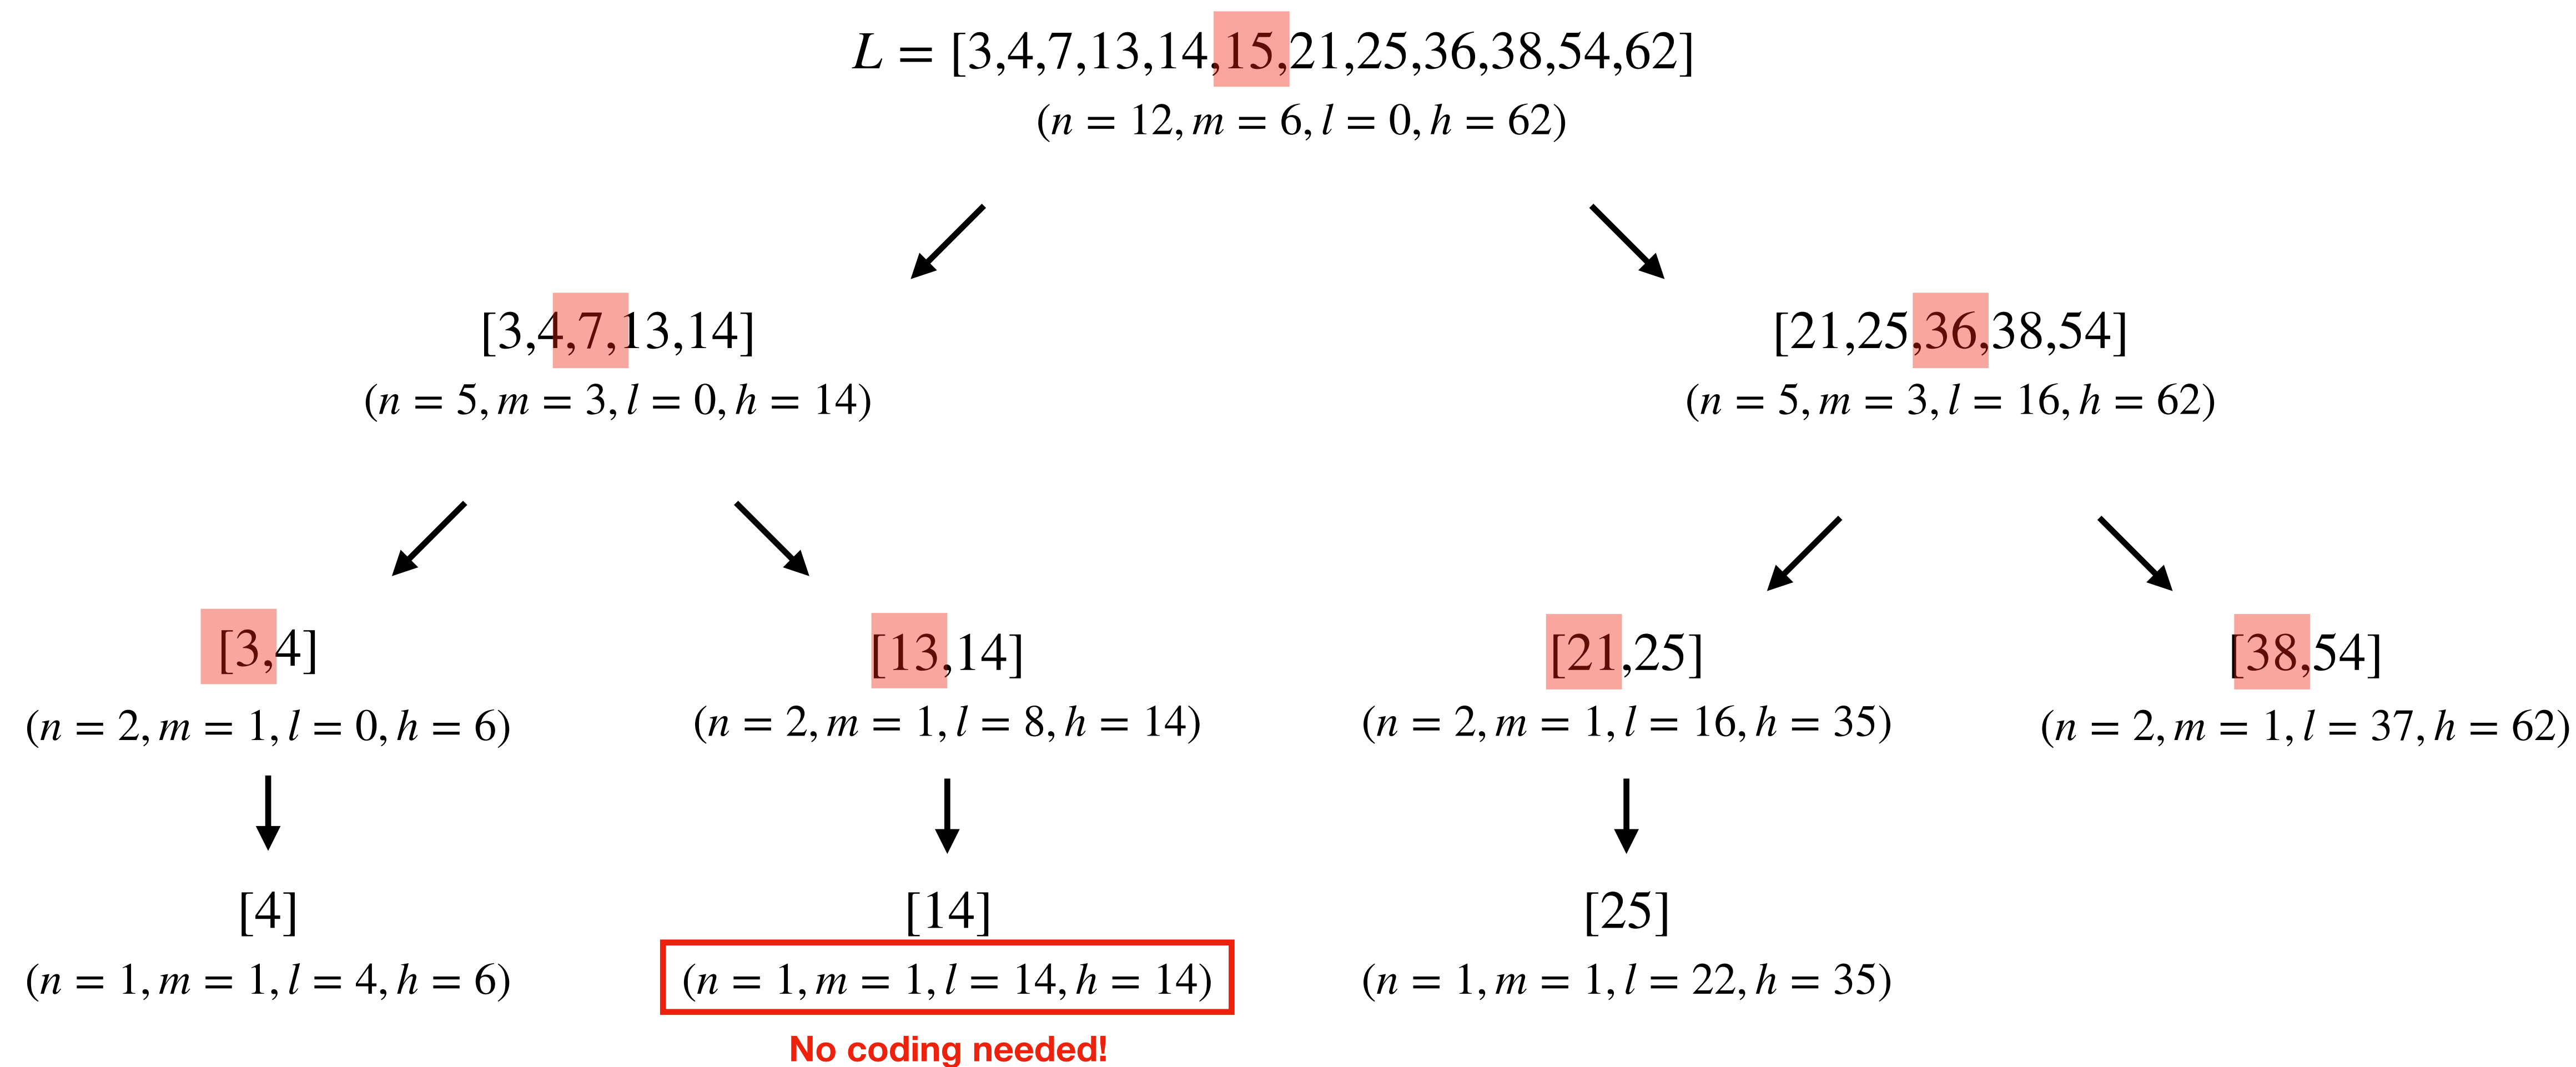 L = [3,4,7,13,14,15,21,25,36,38,54,62]
(n = 12, m = 6, l = 0, h = 62)
[3,4,7,13,14]
[21,25,36,38,54]
(n = 5, m = 3, l = 0, h = 14)
(n = 5, m = 3, l = 16, h = 62)
[3,4]
[13,14]
[21,25]
[38,54]
(n = 2, m = 1, l = 0, h = 6)
(n = 2, m = 1, l = 8, h = 14)
(n = 2, m = 1, l = 16, h = 35)
(n = 2, m = 1, l = 37, h = 62)
[4]
[14]
[25]
(n = 1, m = 1, l = 4, h = 6)
(n = 1, m = 1, l = 14, h = 14)
(n = 1, m = 1, l = 22, h = 35)
No coding needed!